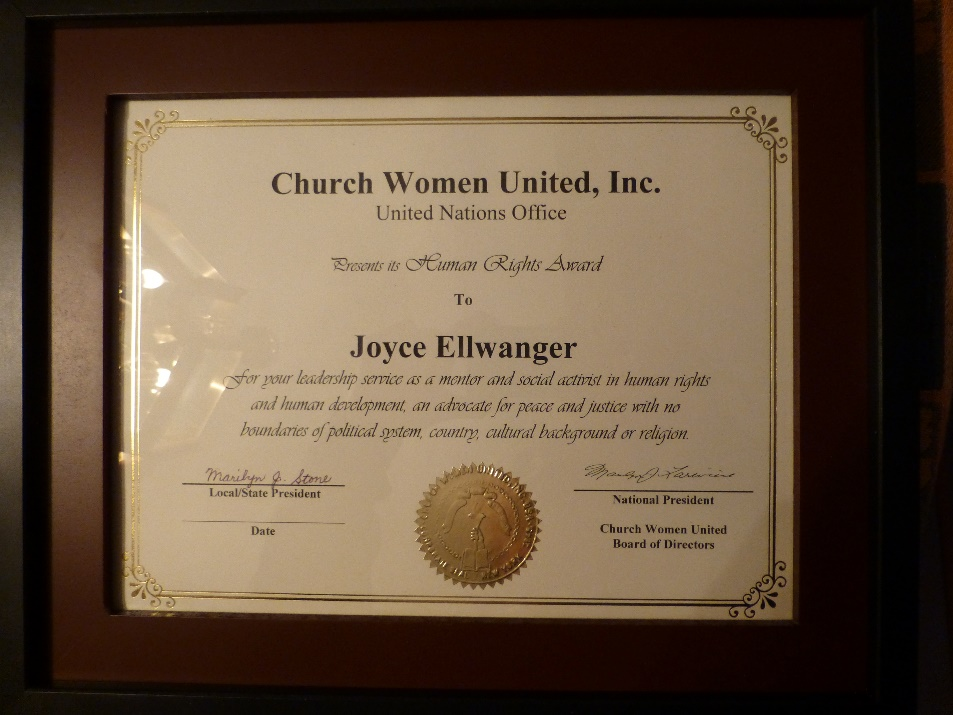 Church Women United, Inc.
United Nations Office
Presents its Human Rights Award
To
Joyce Ellwanger
For your leadership service as a mentor and social activist in human rights
and human development, an advocate for peace and justice with no
boundaries of political system, country, cultural background or religion.
Marilyn J. Stone
Local/State President
Date
National President
Church Women United
Board of Directors